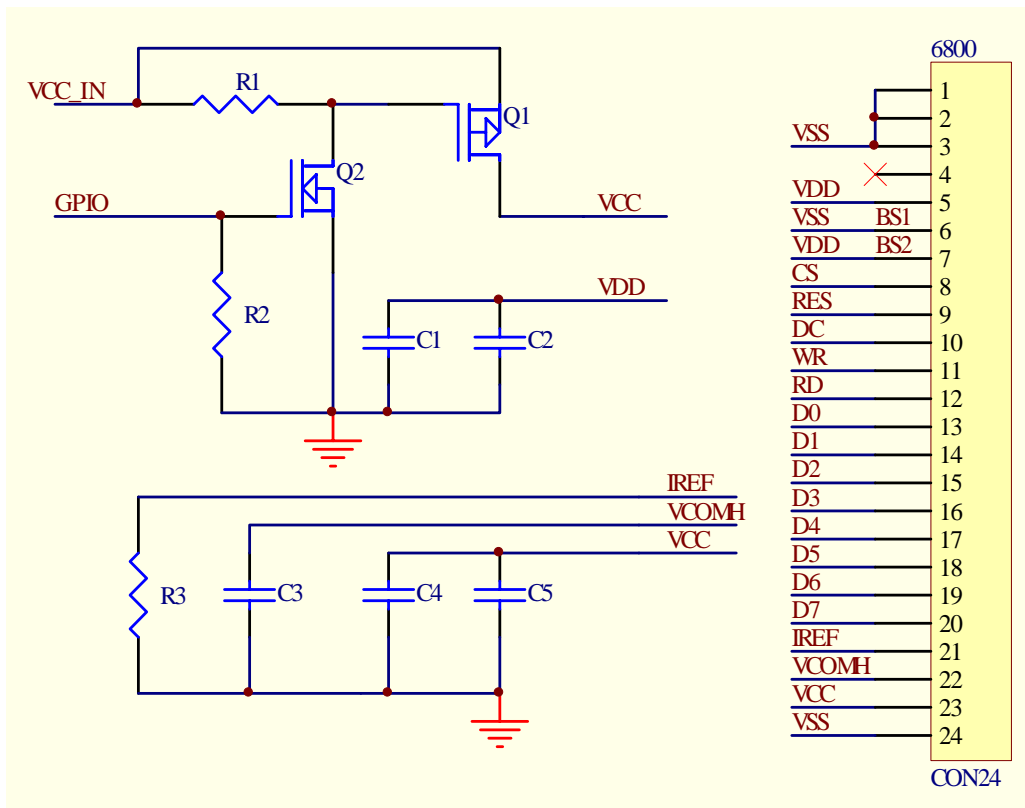 VCC_IN
R1
Q1
Q2
GPIO
VCC
R2
VDD
C1
C2
IREF
VCOMH
VCC
R3
C3
C4
C5
6800
1
2
VSS 3
4
VDD 5
VSS BS1 6
VDD BS2 7
CS 8
RES 9
DC 10
WR 11
RD 12
D0 13
D1 14
D2 15
D3 16
D4 17
D5 18
D6 19
D7 20
IREF 21
VCOMH 22
VCC 23
VSS 24
CON24